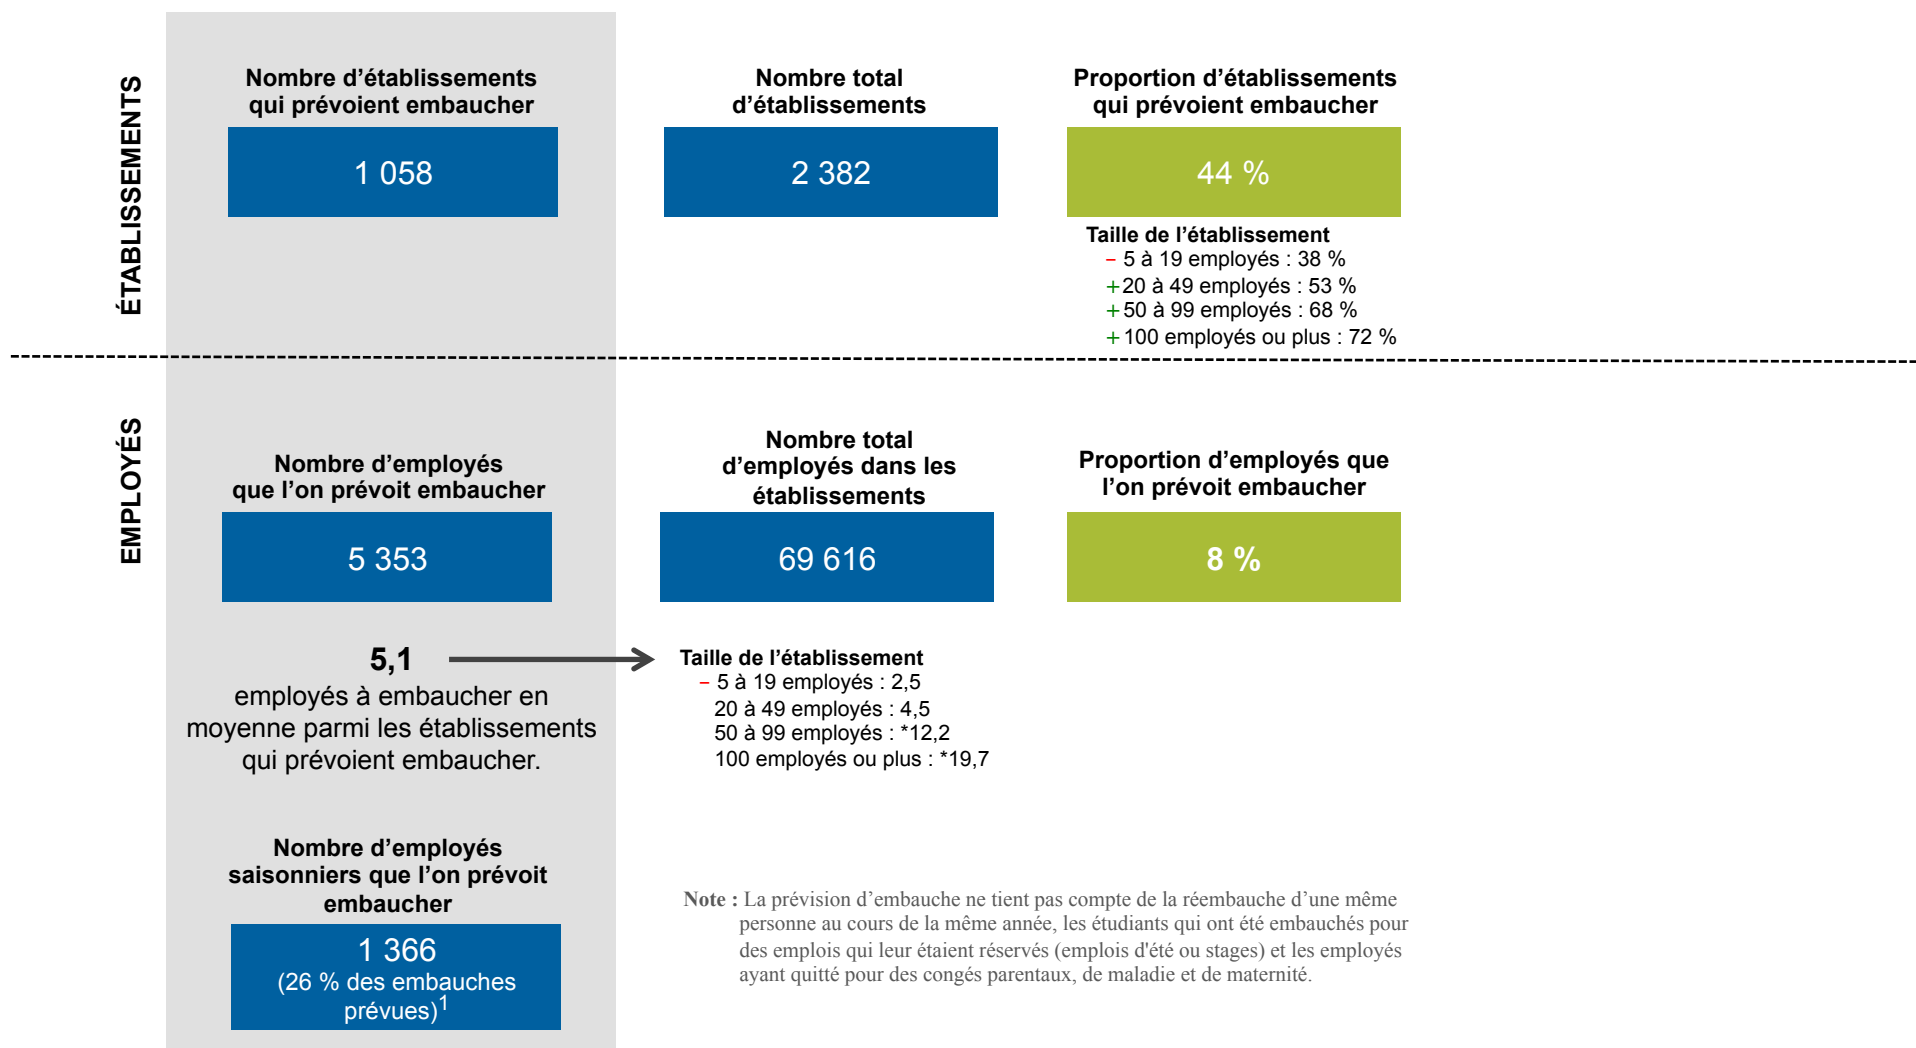 ÉTABLISSEMENTS
Nombre d’établissements
qui prévoient embaucher
1 058
Nombre total
d’établissements
2 382
Proportion d’établissements
qui prévoient embaucher
44 %
Taille de l’établissement
– 5 à 19 employés : 38 %
+ 20 à 49 employés : 53 %
+ 50 à 99 employés : 68 %
+ 100 employés ou plus : 72 %
EMPLOYÉS
Nombre d’employés
que l’on prévoit embaucher
5 353
Nombre total
d’employés dans les
établissements
69 616
Proportion d’employés que
l’on prévoit embaucher
8 %
5,1
employés à embaucher en
moyenne parmi les établissements
qui prévoient embaucher.
Taille de l’établissement
– 5 à 19 employés : 2,5
20 à 49 employés : 4,5
50 à 99 employés : *12,2
100 employés ou plus : *19,7
Nombre d’employés
saisonniers que l’on prévoit
embaucher
1 366
(26 % des embauches
prévues)1
Note : La prévision d’embauche ne tient pas compte de la réembauche d’une même
personne au cours de la même année, les étudiants qui ont été embauchés pour
des emplois qui leur étaient réservés (emplois d'été ou stages) et les employés
ayant quitté pour des congés parentaux, de maladie et de maternité.